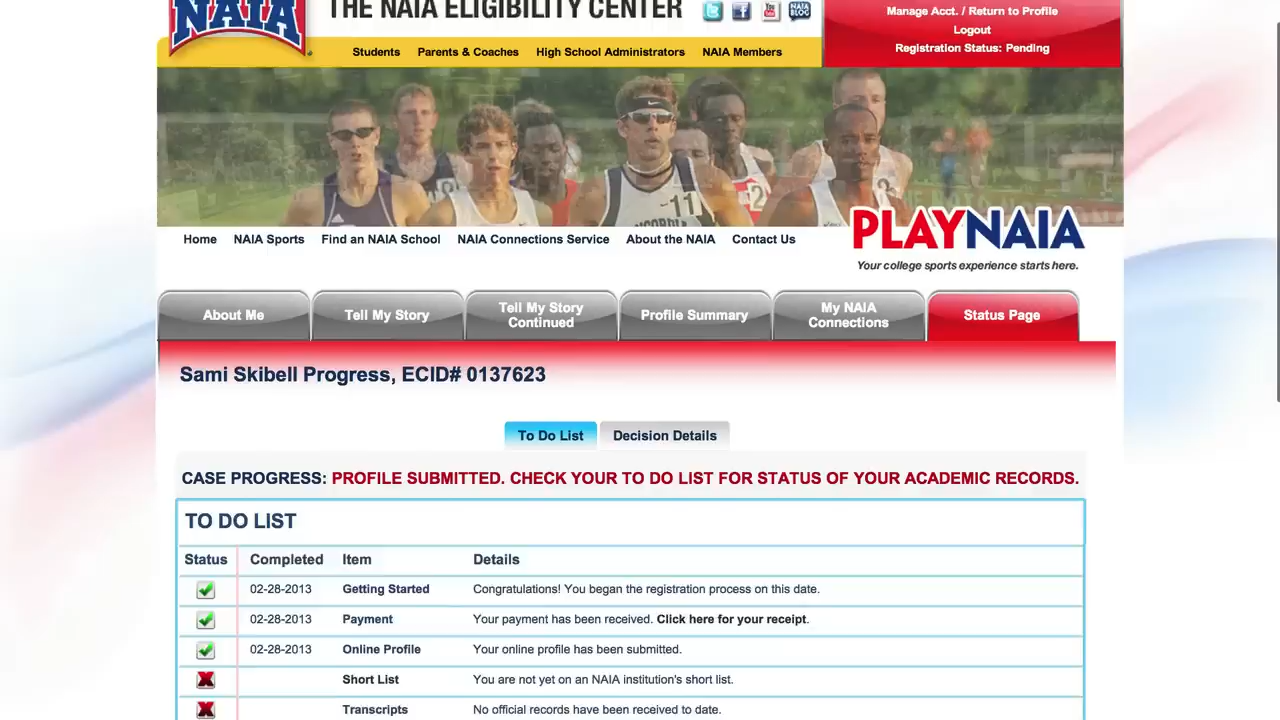 NAIA
THE NAIA ELIGIBILITY CENTER
You Tube
NAIA BLOG
Manage Acct. / Return to Profile
Logout
Registration Status: Pending
Students Parents & Coaches High School Administrators NAIA Members
11
2
3
PLAYNAIA
Your college sports experience starts here.
Home NAIA Sports Find an NAIA School NAIA Connections Service About the NAIA Contact Us
About Me
Tell My Story
Tell My Story
Continued
Profile Summary
My NAIA
Connections
Status Page
Sami Skibell Progress, ECID# 0137623
To Do List Decision Details
CASE PROGRESS: PROFILE SUBMITTED. CHECK YOUR TO DO LIST FOR STATUS OF YOUR ACADEMIC RECORDS.
TO DO LIST
Status Completed Item Details
02-28-2013 Getting Started Congratulations! You began the registration process on this date.
02-28-2013 Payment Your payment has been received. Click here for your receipt.
02-28-2013 Online Profile Your online profile has been submitted.
Short List You are not yet on an NAIA institution's short list.
Transcripts No official records have been received to date.